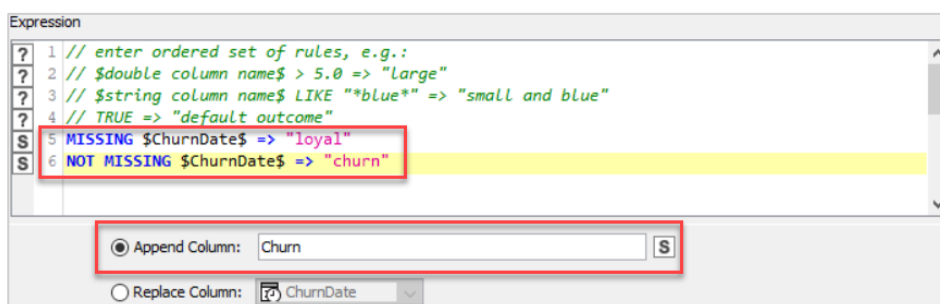 Expression
? 1 // enter ordered set of rules, e.g.:
? 2 // $double column name$ > 5.0 => "large"
? 3 // $string column name$ LIKE "*blue*" => "small and blue"
? 4 // TRUE => "default outcome"
S 5 MISSING $ChurnDate$ => "loyal"
S 6 NOT MISSING $ChurnDate$ => "churn"
Append Column: Churn S
Replace Column: ChurnDate